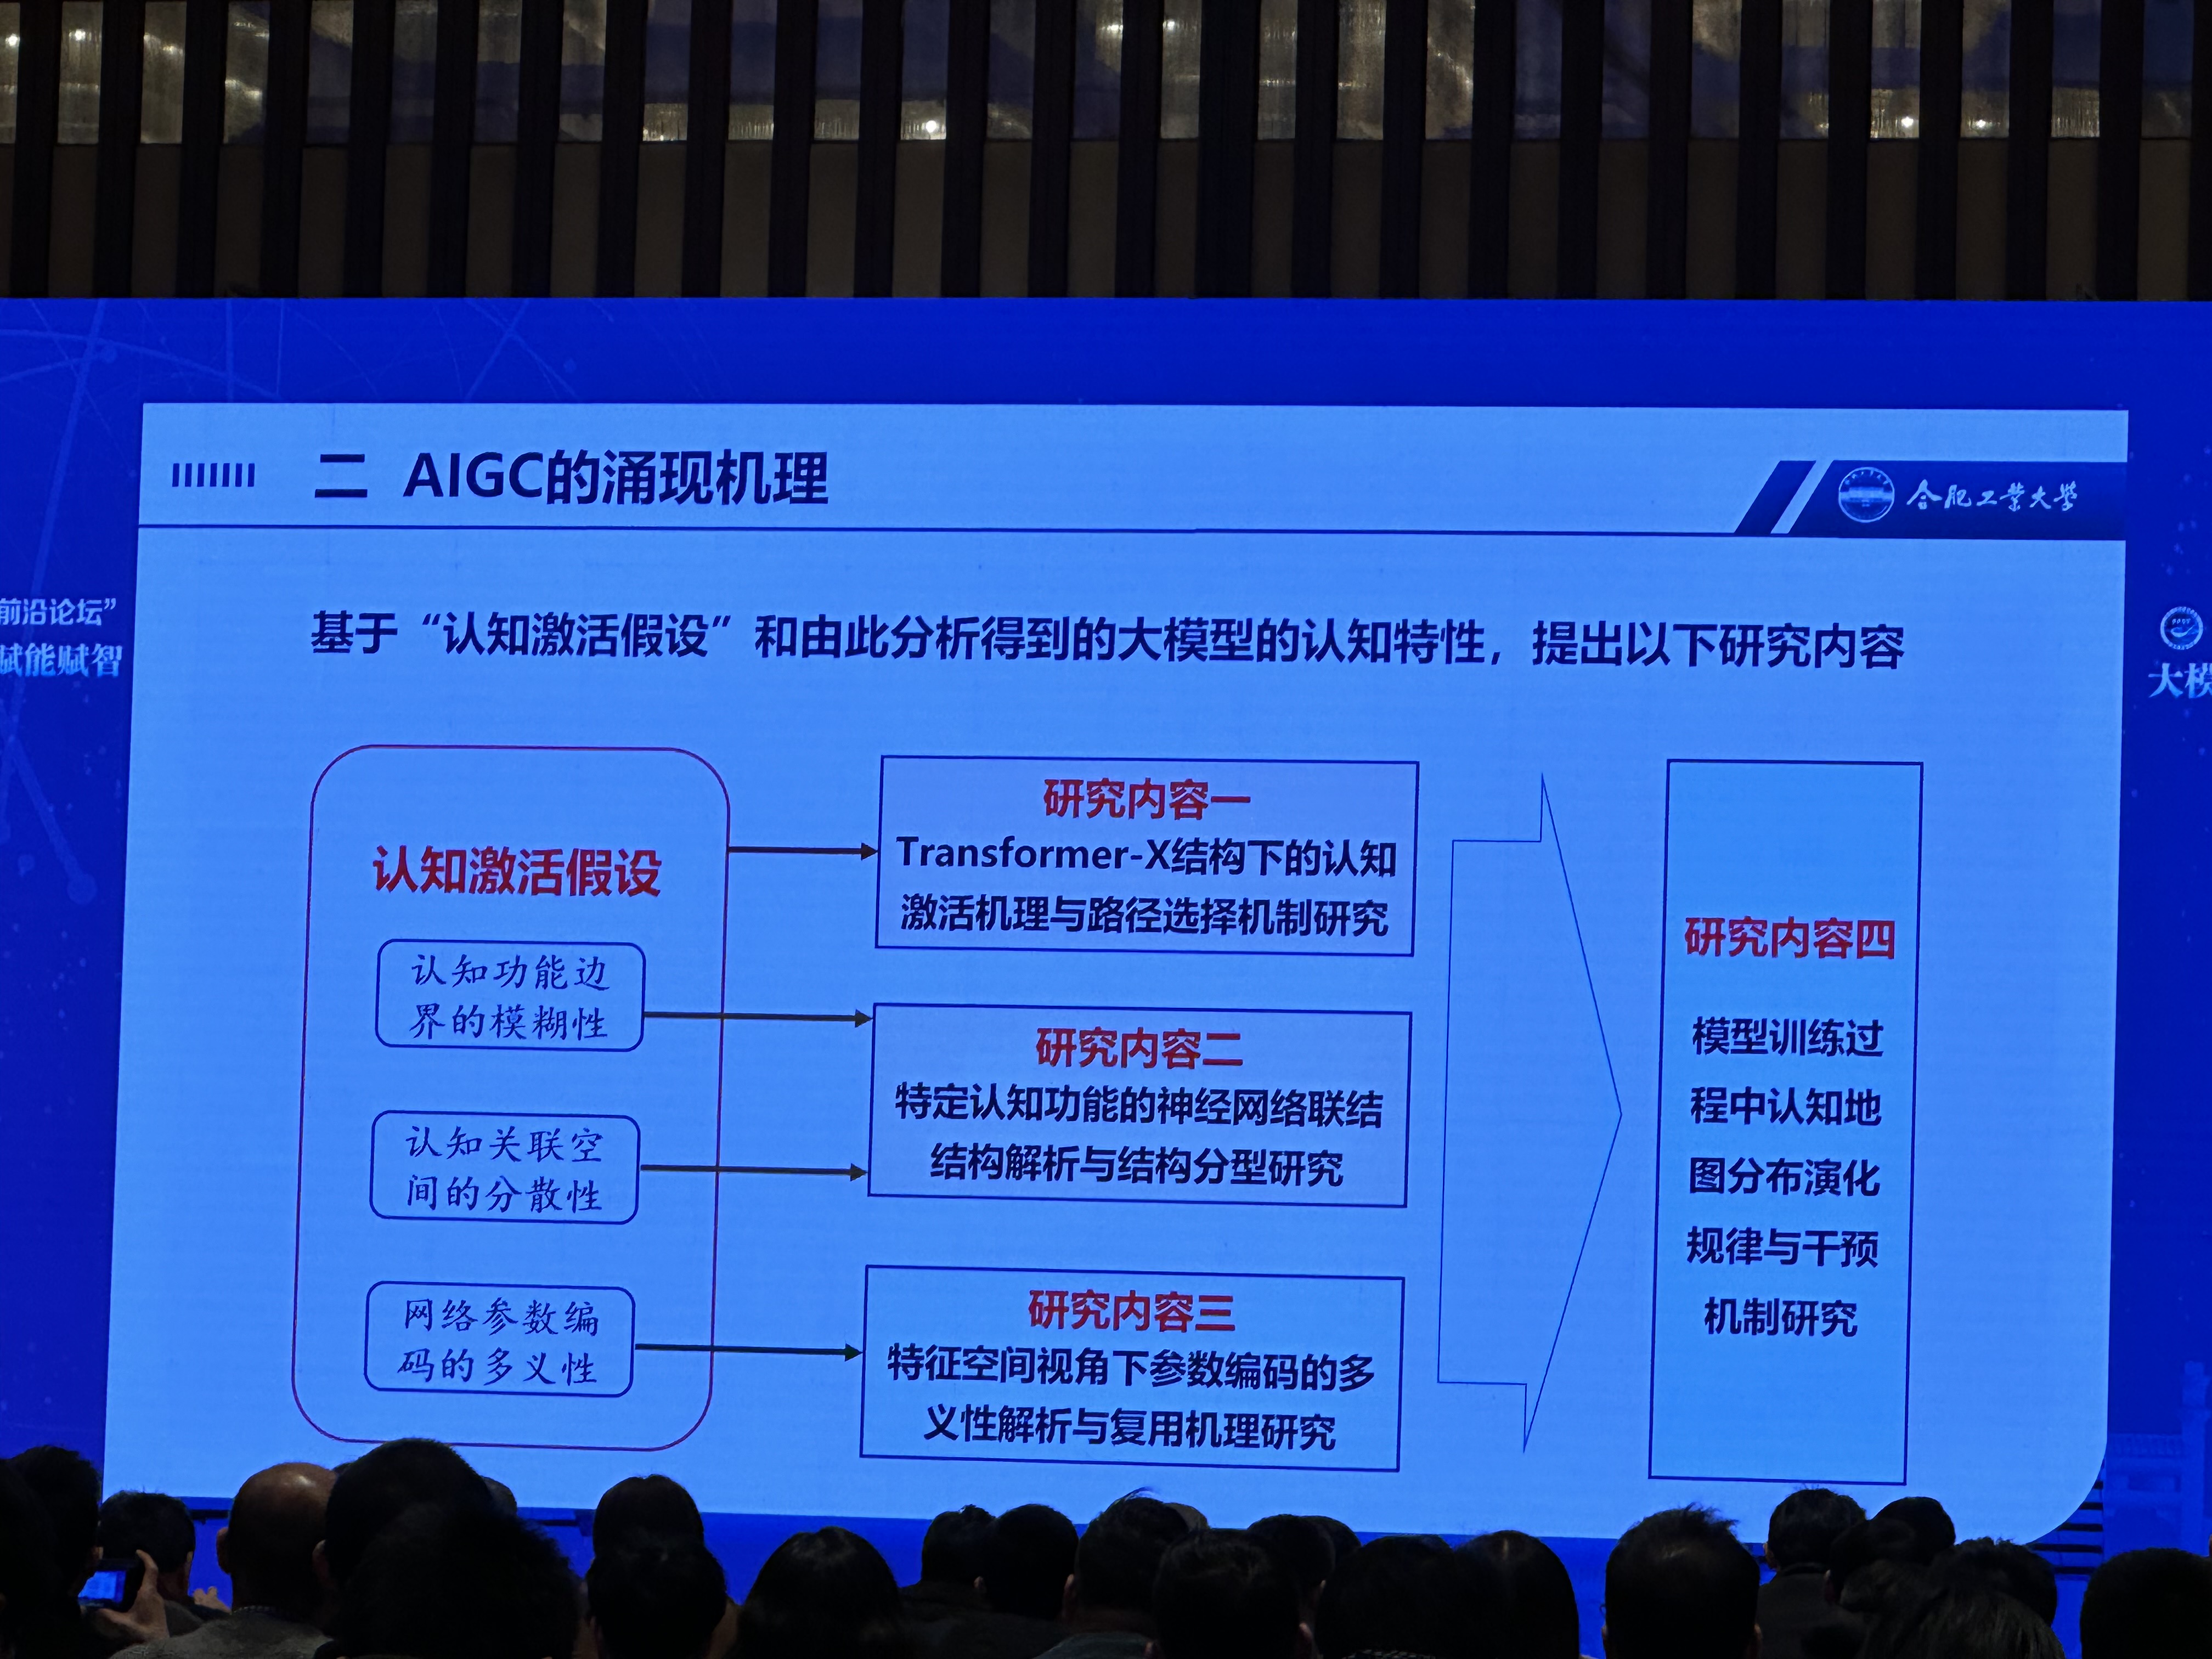 二 AIGC的涌现机理
合肥工业大学
前沿论坛”
赋能赋智
大模
基于“认知激活假设”和由此分析得到的大模型的认知特性，提出以下研究内容
认知激活假设
认知功能边
界的模糊性
认知关联空
间的分散性
网络参数编
码的多义性
研究内容一
Transformer-X结构下的认知
激活机理与路径选择机制研究
研究内容二
特定认知功能的神经网络联结
结构解析与结构分型研究
研究内容三
特征空间视角下参数编码的多
义性解析与复用机理研究
研究内容四
模型训练过
程中认知地
图分布演化
规律与干预
机制研究